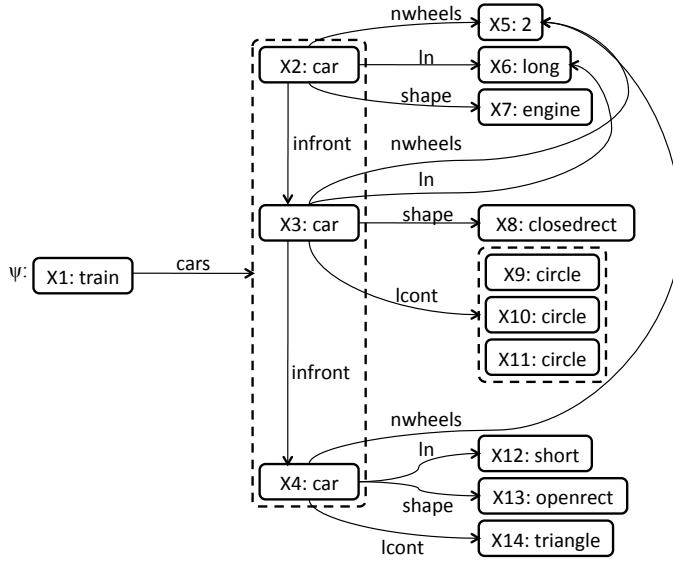 nwheels
X5: 2
X2: car
ln
X6: long
shape
X7: engine
infront
nwheels
ln
X3: car
shape
X8: closedrect
ψ:
X1: train
cars
X9: circle
lcont
X10: circle
X11: circle
infront
nwheels
ln
X12: short
X4: car
shape
X13: openrect
lcont
X14: triangle